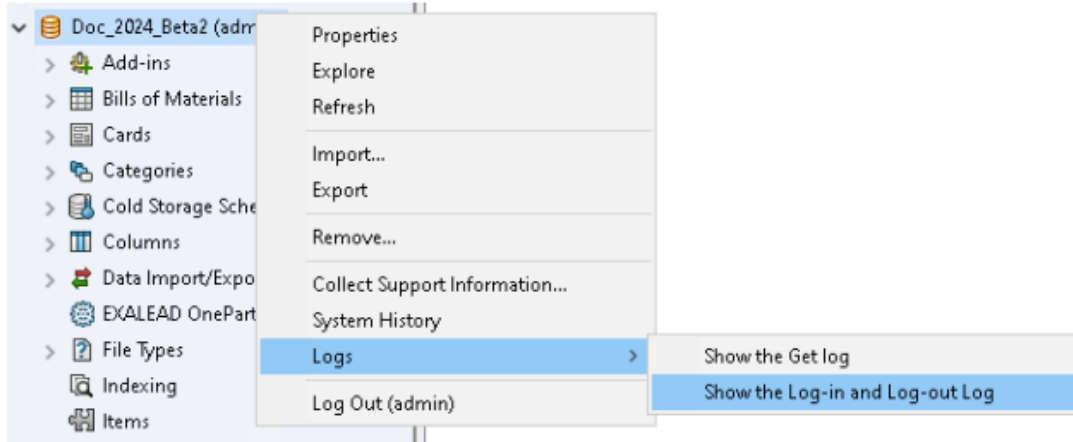 Doc_2024_Beta2 (adm
Add-ins
Bills of Materials
Cards
Categories
Cold Storage Sche
Columns
Data Import/Expo
EXALEAD OnePart
File Types
Indexing
Items
Properties
Explore
Refresh
Import...
Export
Remove...
Collect Support Information...
System History
Logs
Log Out (admin)
Show the Get log
Show the Log-in and Log-out Log